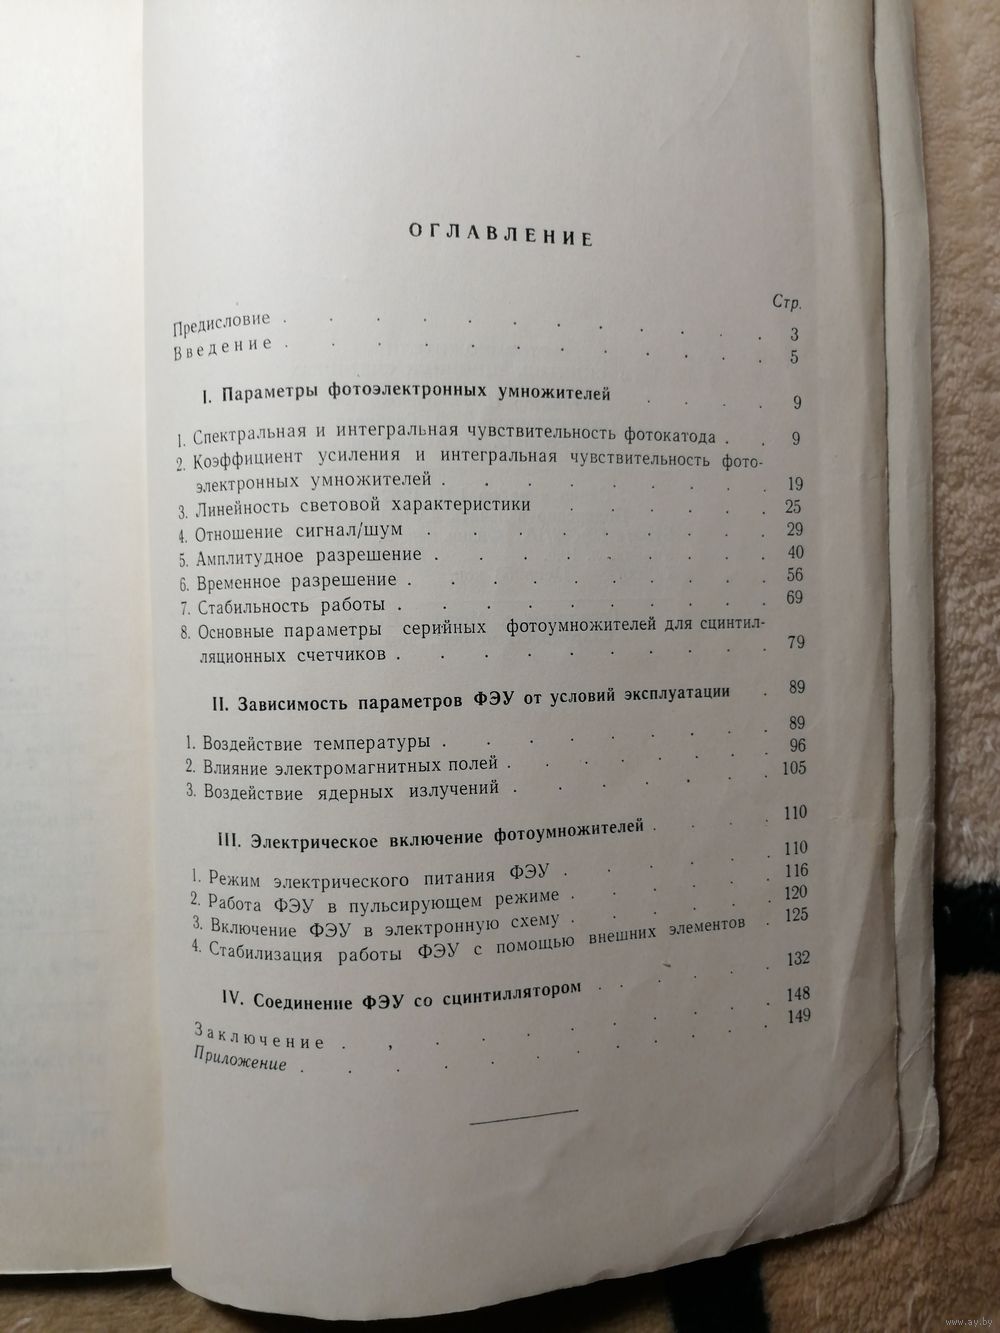 ОГЛАВЛЕНИЕ
Стр.
Предисловие . . . . . . . . . . . . 3
Введение . . . . . . . . . . . . 5
I. Параметры фотоэлектронных умножителей . . . . 9
1. Спектральная и интегральная чувствительность фотокатода . . 9
2. Коэффициент усиления и интегральная чувствительность фото-
электронных умножителей . . . . . . . . 19
3. Линейность световой характеристики . . . . . 25
4. Отношение сигнал/шум . . . . . . . . 29
5. Амплитудное разрешение . . . . . . . . 40
6. Временное разрешение . . . . . . . . . 56
7. Стабильность работы . . . . . . . . . 69
8. Основные параметры серийных фотоумножителей для сцинтил-
ляционных счетчиков . . . . . . . . . 79
II. Зависимость параметров ФЭУ от условий эксплуатации . 89
1. Воздействие температуры . . . . . . . . 89
2. Влияние электромагнитных полей . . . . . . . 96
3. Воздействие ядерных излучений . . . . . . . 105
III. Электрическое включение фотоумножителей . . . . 110
1. Режим электрического питания ФЭУ . . . . . 110
2. Работа ФЭУ в пульсирующем режиме . . . . . 116
3. Включение ФЭУ в электронную схему . . . . . 120
4. Стабилизация работы ФЭУ с помощью внешних элементов . 125
IV. Соединение ФЭУ со сцинтиллятором . . . . . 132
Заключение . , . . . . . . . . 148
Приложение . . . . . . . . . . 149
www.ay.by